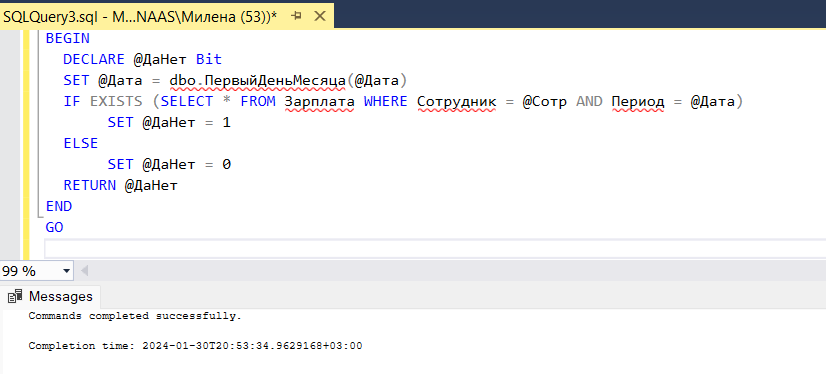 SQLQuery3.sql - M...NAAS\Милена (53))*
BEGIN
DECLARE @ДаНет Bit
SET @Дата = dbo.ПервыйДеньМесяца(@Дата)
IF EXISTS (SELECT * FROM Зарплата WHERE Сотрудник = @Сотр AND Период = @Дата)
SET @ДаНет = 1
ELSE
SET @ДаНет = 0
RETURN @ДаНет
END
GO
99 %
Messages
Commands completed successfully.
Completion time: 2024-01-30T20:53:34.9629168+03:00